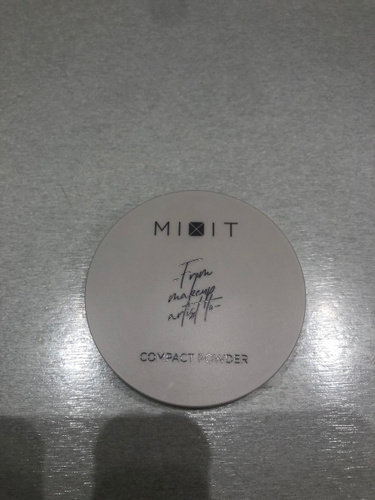 MIXIT
-From
makeup
artist to-
COMPACT POWDER